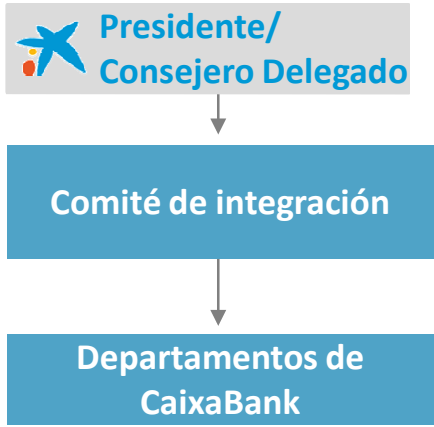 Presidente/
Consejero Delegado
Comité de integración
Departamentos de
CaixaBank